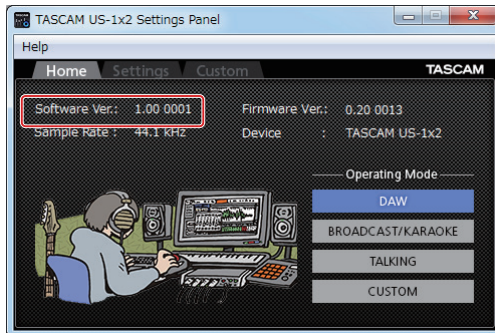 TASCAM US-1x2 Settings Panel
Help
Home Settings Custom TASCAM
Software Ver.: 1.00 0001 Firmware Ver.: 0.20 0013
Sample Rate : 44.1 kHz Device : TASCAM US-1x2
Operating Mode
DAW
BROADCAST/KARAOKE
TALKING
CUSTOM